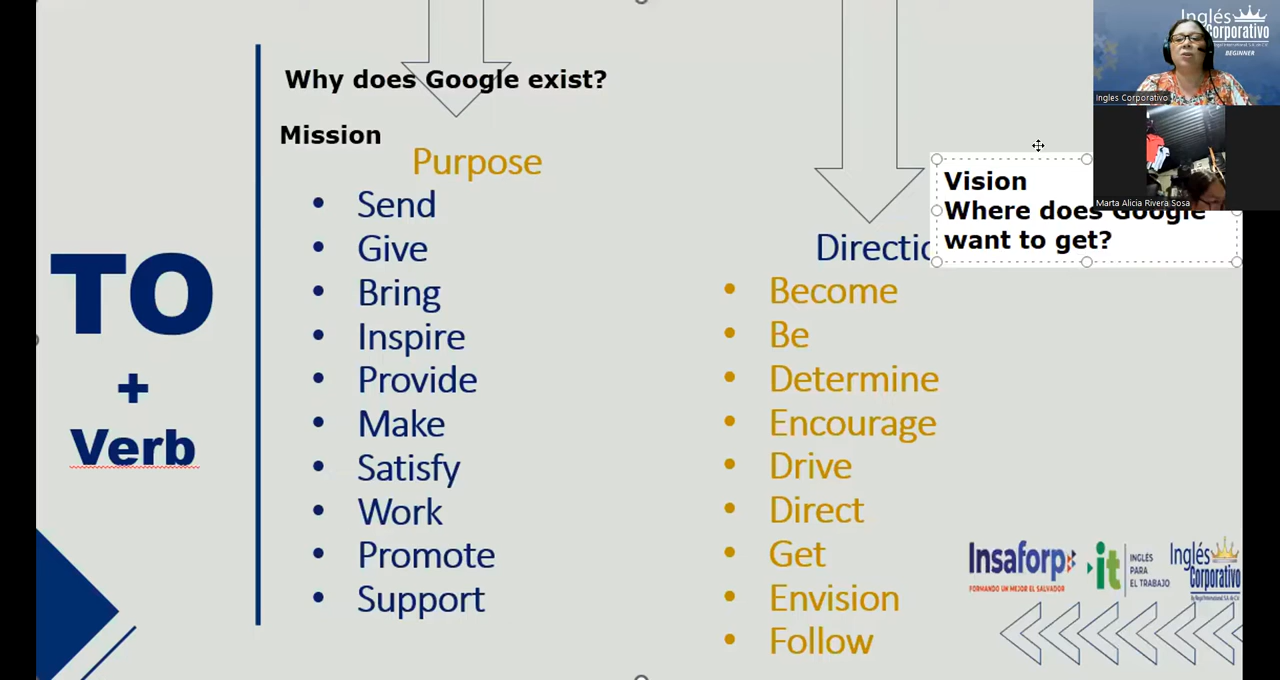 Why does Google exist?
Mission
Purpose
• Send
• Give
• Bring
• Inspire
• Provide
• Make
• Satisfy
• Work
• Promote
• Support
TO
+
Verb
Vision
Where does Google
want to get?
• Become
• Be
• Determine
• Encourage
• Drive
• Direct
• Get
• Envision
• Follow
Inglés
Corporativo
BEGINNER
Ingles Corporativo
Marta Alicia Rivera Sosa
Insaforp
FORMANDO UN MEJOR EL SALVADOR
it
INGLÉS
PARA
EL TRABAJO
Inglés
Corporativo